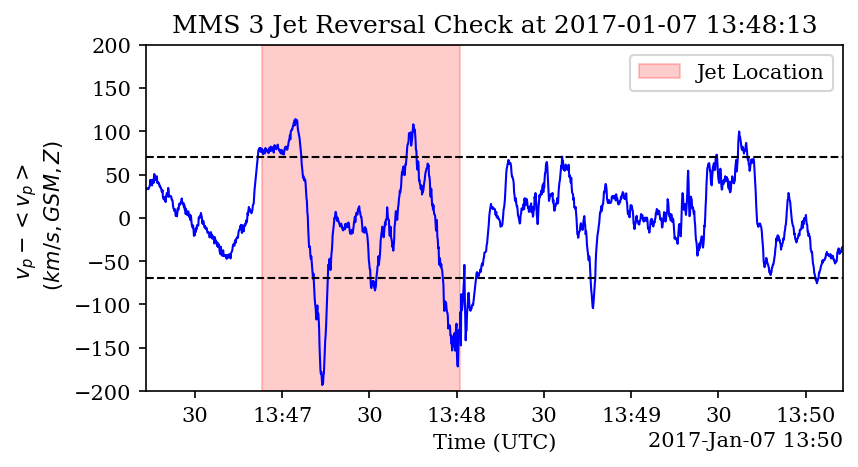 MMS 3 Jet Reversal Check at 2017-01-07 13:48:13
200
150
100
50
0
−50
−100
−150
−200
v_p − < v_p >
(km/s, GSM, Z)
Jet Location
30 13:47 30 13:48 30 13:49 30 13:50
Time (UTC)
2017-Jan-07 13:50